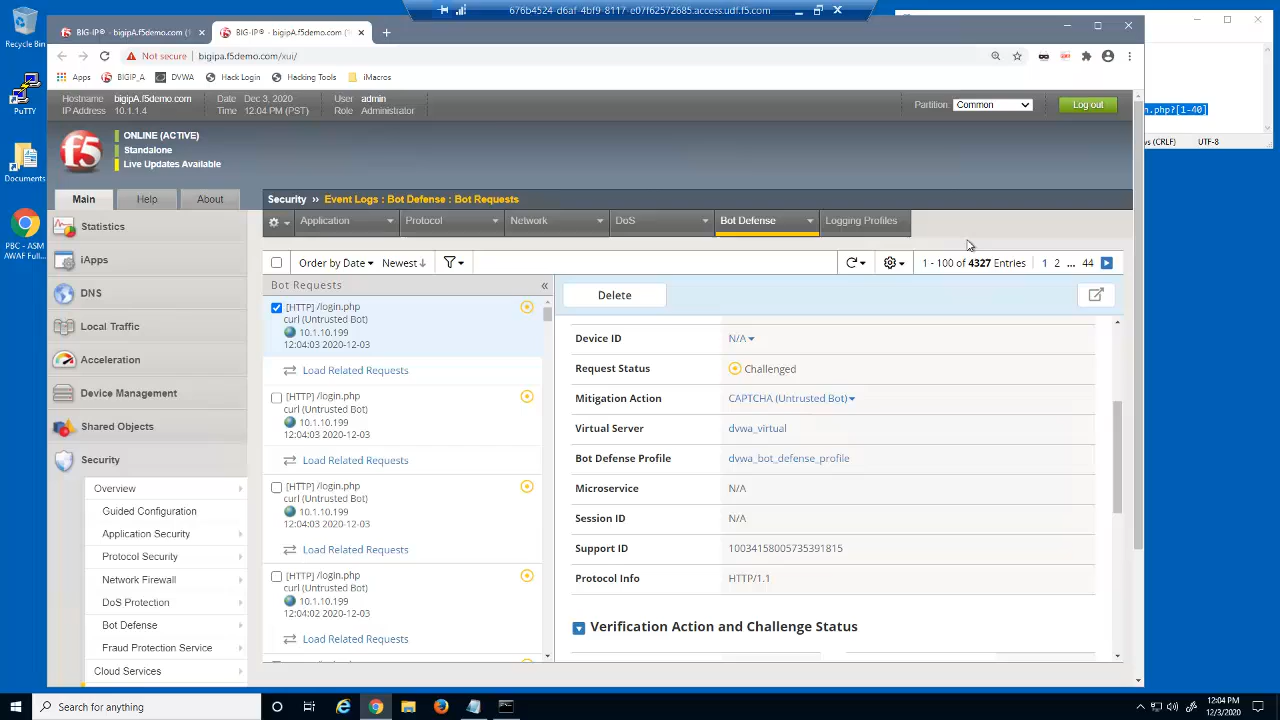 676b4524-d6af-4bf9-8117-e07f62572685.access.udf.f5.com
Recycle Bin
PuTTY
Documents
PBC - ASM
AWAF Full...
BIG-IP® - bigipA.f5demo.com (1
BIG-IP® - bigipA.f5demo.com (1
Not secure
bigipa.f5demo.com/xui/
Apps
BIGIP_A
DVWA
Hack Login
Hacking Tools
iMacros
Hostname bigipA.f5demo.com
IP Address 10.1.1.4
Date Dec 3, 2020
Time 12:04 PM (PST)
User admin
Role Administrator
Partition: Common
Log out
n.php?[1-40]
s (CRLF)
UTF-8
f5
ONLINE (ACTIVE)
Standalone
Live Updates Available
Main
Help
About
Security » Event Logs : Bot Defense : Bot Requests
Application
Protocol
Network
DoS
Bot Defense
Logging Profiles
Statistics
iApps
DNS
Local Traffic
Acceleration
Device Management
Shared Objects
Security
Overview
Guided Configuration
Application Security
Protocol Security
Network Firewall
DoS Protection
Bot Defense
Fraud Protection Service
Cloud Services
Order by Date
Newest
1 - 100 of 4327 Entries
1 2 ... 44
Bot Requests
«
[HTTP] /login.php
curl (Untrusted Bot)
10.1.10.199
12:04:03 2020-12-03
Load Related Requests
[HTTP] /login.php
curl (Untrusted Bot)
10.1.10.199
12:04:03 2020-12-03
Load Related Requests
[HTTP] /login.php
curl (Untrusted Bot)
10.1.10.199
12:04:03 2020-12-03
Load Related Requests
[HTTP] /login.php
curl (Untrusted Bot)
10.1.10.199
12:04:02 2020-12-03
Load Related Requests
Delete
Device ID N/A
Request Status Challenged
Mitigation Action CAPTCHA (Untrusted Bot)
Virtual Server dvwa_virtual
Bot Defense Profile dvwa_bot_defense_profile
Microservice N/A
Session ID N/A
Support ID 10034158005735391815
Protocol Info HTTP/1.1
Verification Action and Challenge Status
Search for anything
12:04 PM
12/3/2020